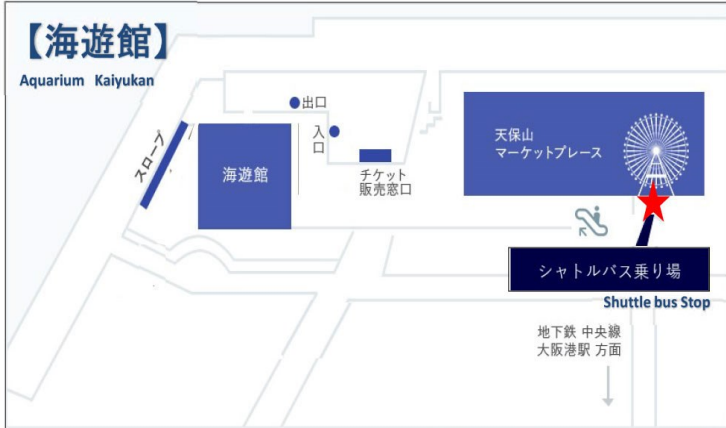 【海遊館】
Aquarium Kaiyukan
出口
入口
スロープ
海遊館
チケット
販売窓口
天保山
マーケットプレース
シャトルバス乗り場
Shuttle bus Stop
地下鉄 中央線
大阪港駅 方面